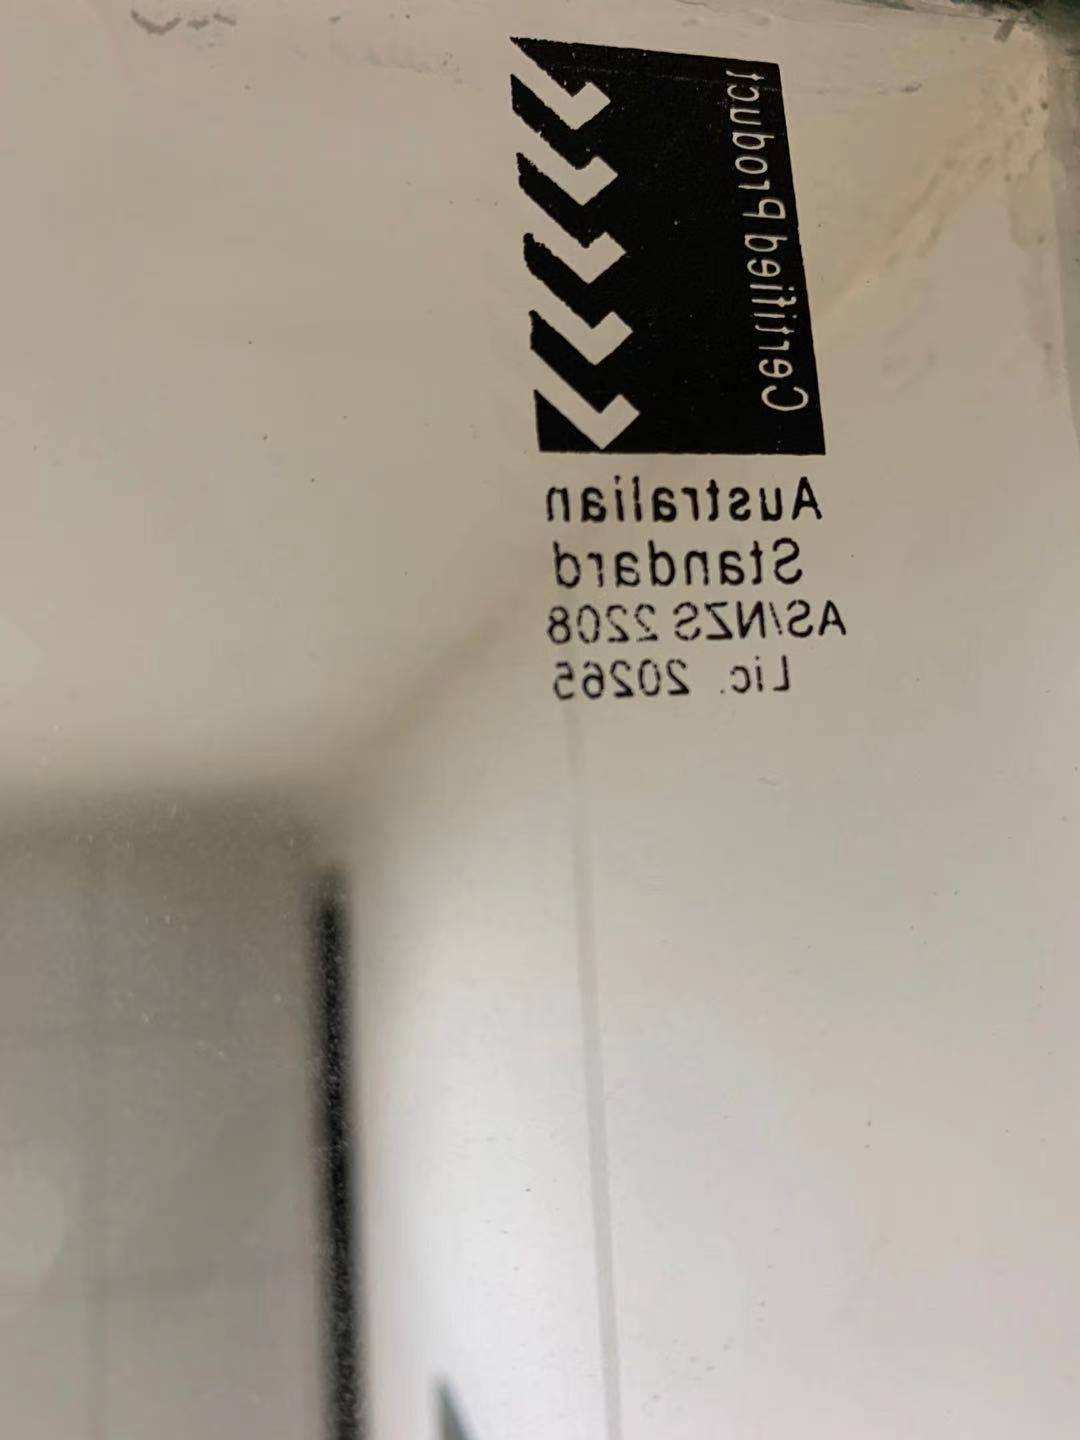 Certified Product
Australian
Standard
AS/NZS 2208
Lic. 20265